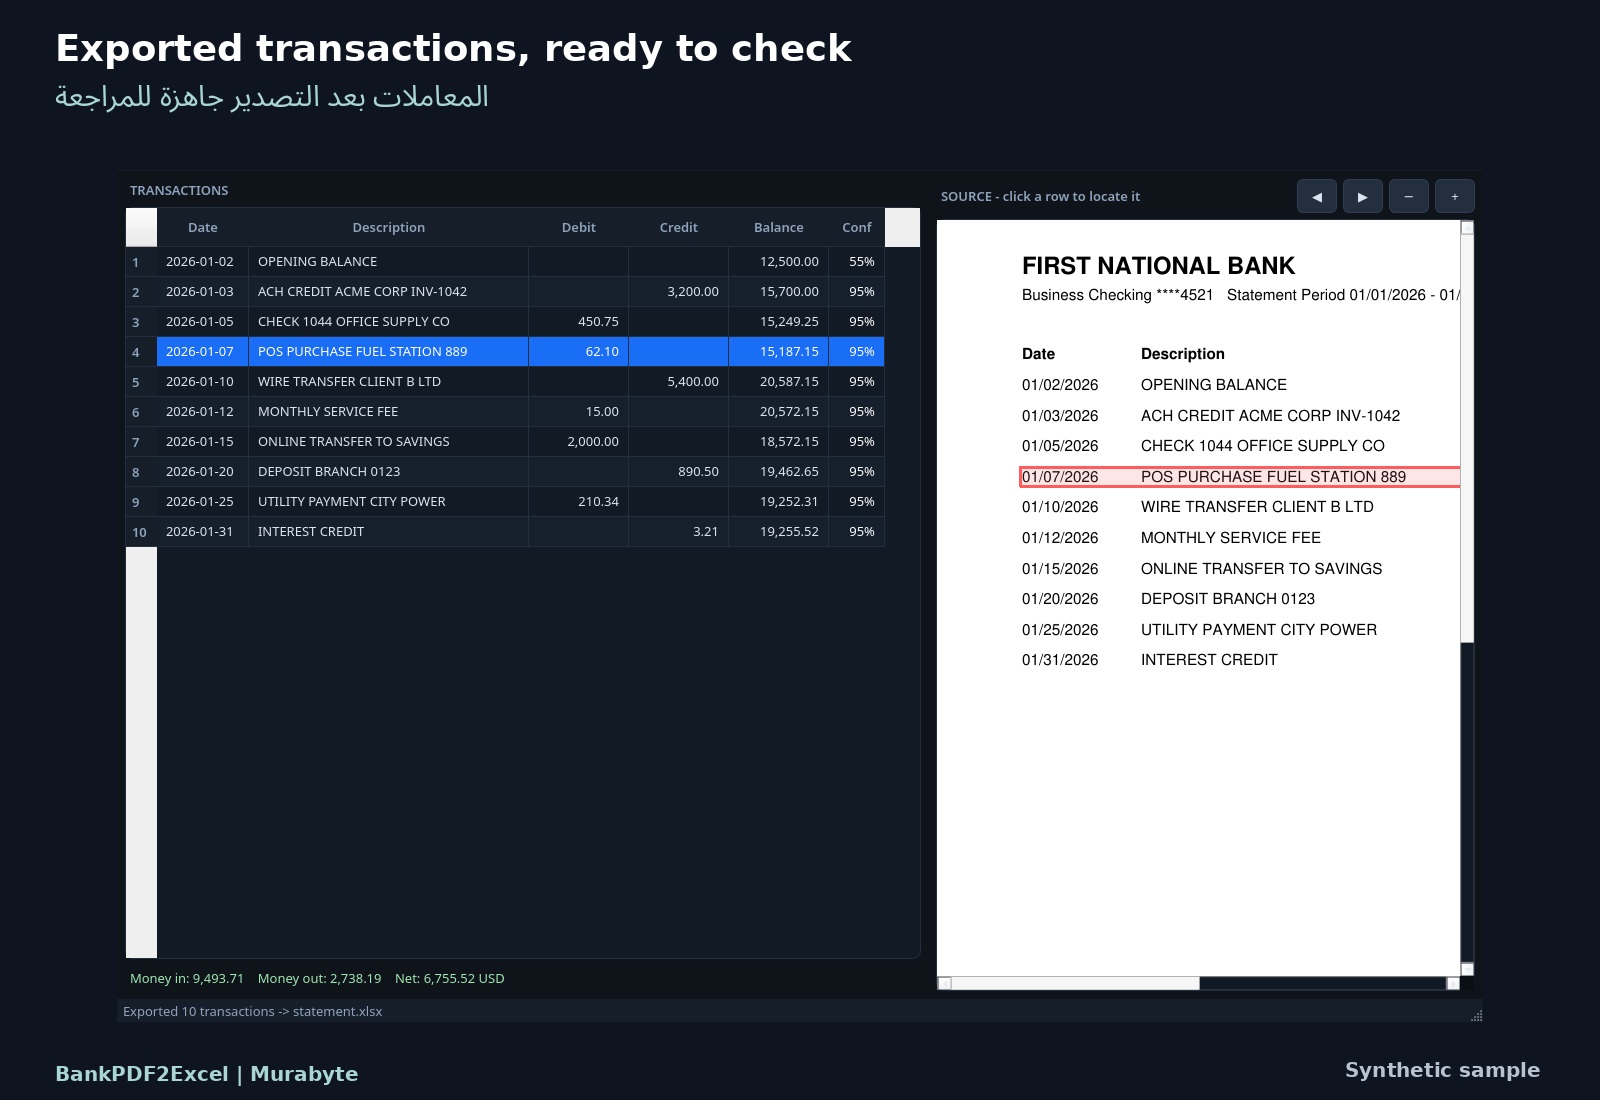 Exported transactions, ready to check
المعاملات بعد التصدير جاهزة للمراجعة
TRANSACTIONS
Date Description Debit Credit Balance Conf
1 2026-01-02 OPENING BALANCE 12,500.00 55%
2 2026-01-03 ACH CREDIT ACME CORP INV-1042 3,200.00 15,700.00 95%
3 2026-01-05 CHECK 1044 OFFICE SUPPLY CO 450.75 15,249.25 95%
4 2026-01-07 POS PURCHASE FUEL STATION 889 62.10 15,187.15 95%
5 2026-01-10 WIRE TRANSFER CLIENT B LTD 5,400.00 20,587.15 95%
6 2026-01-12 MONTHLY SERVICE FEE 15.00 20,572.15 95%
7 2026-01-15 ONLINE TRANSFER TO SAVINGS 2,000.00 18,572.15 95%
8 2026-01-20 DEPOSIT BRANCH 0123 890.50 19,462.65 95%
9 2026-01-25 UTILITY PAYMENT CITY POWER 210.34 19,252.31 95%
10 2026-01-31 INTEREST CREDIT 3.21 19,255.52 95%
Money in: 9,493.71 Money out: 2,738.19 Net: 6,755.52 USD
Exported 10 transactions -> statement.xlsx
SOURCE - click a row to locate it
FIRST NATIONAL BANK
Business Checking ****4521 Statement Period 01/01/2026 - 01/
Date Description
01/02/2026 OPENING BALANCE
01/03/2026 ACH CREDIT ACME CORP INV-1042
01/05/2026 CHECK 1044 OFFICE SUPPLY CO
01/07/2026 POS PURCHASE FUEL STATION 889
01/10/2026 WIRE TRANSFER CLIENT B LTD
01/12/2026 MONTHLY SERVICE FEE
01/15/2026 ONLINE TRANSFER TO SAVINGS
01/20/2026 DEPOSIT BRANCH 0123
01/25/2026 UTILITY PAYMENT CITY POWER
01/31/2026 INTEREST CREDIT
BankPDF2Excel | Murabyte
Synthetic sample